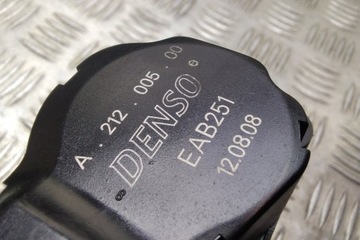 A . 212 . 005 . 00
DENSO
EAB251
12.08.08